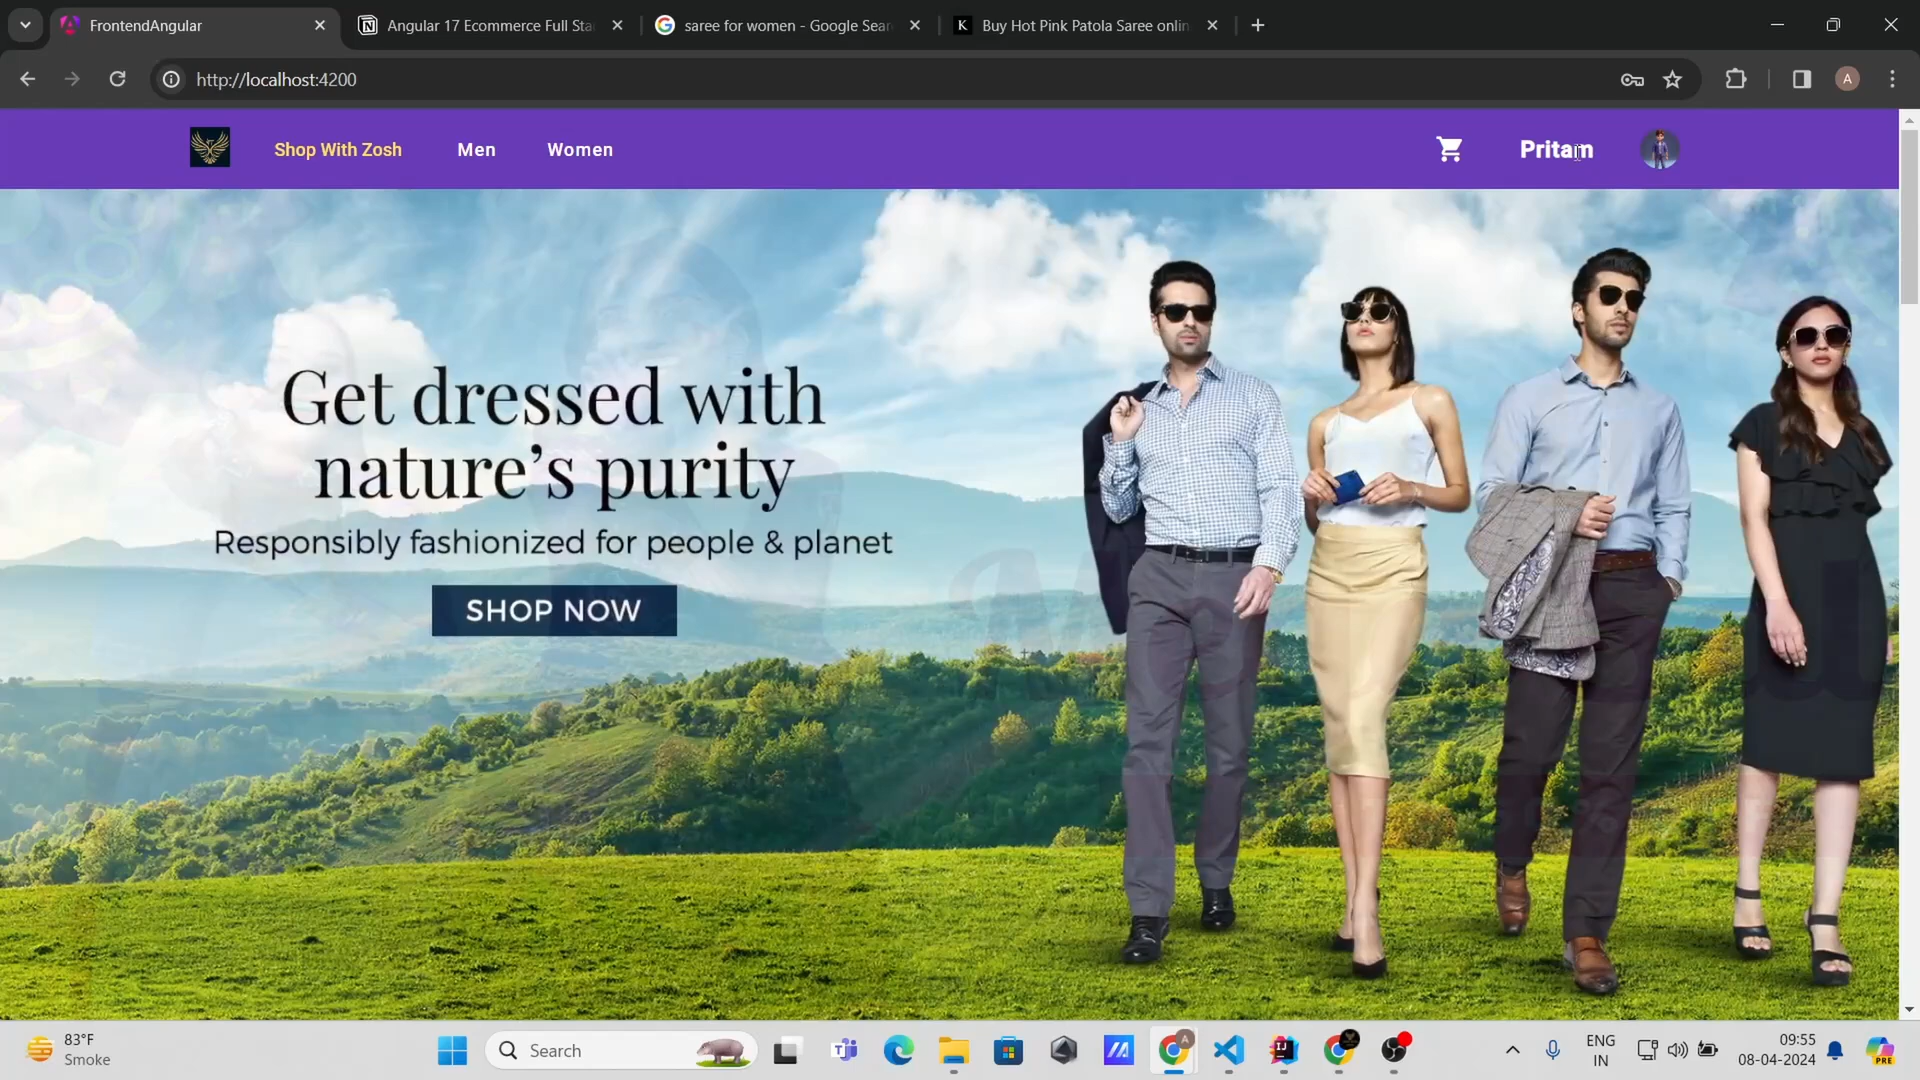 FrontendAngular
Angular 17 Ecommerce Full Sta
saree for women - Google Sear
Buy Hot Pink Patola Saree onlin
http://localhost:4200
A
Shop With Zosh
Men
Women
Pritam
Get dressed with
nature's purity
Responsibly fashionized for people & planet
SHOP NOW
83°F
Smoke
Search
ENG
IN
09:55
08-04-2024
PRE